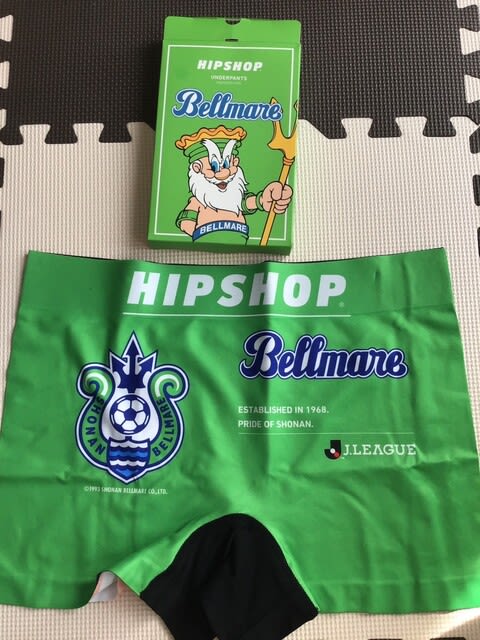 HIPSHOP
UNDERPANTS
Bellmare
BELLMARE
HIPSHOP
Bellmare
ESTABLISHED IN 1968.
PRIDE OF SHONAN.
J.LEAGUE
SHONAN BELLMARE
©1993 SHONAN BELLMARE CO.,LTD.